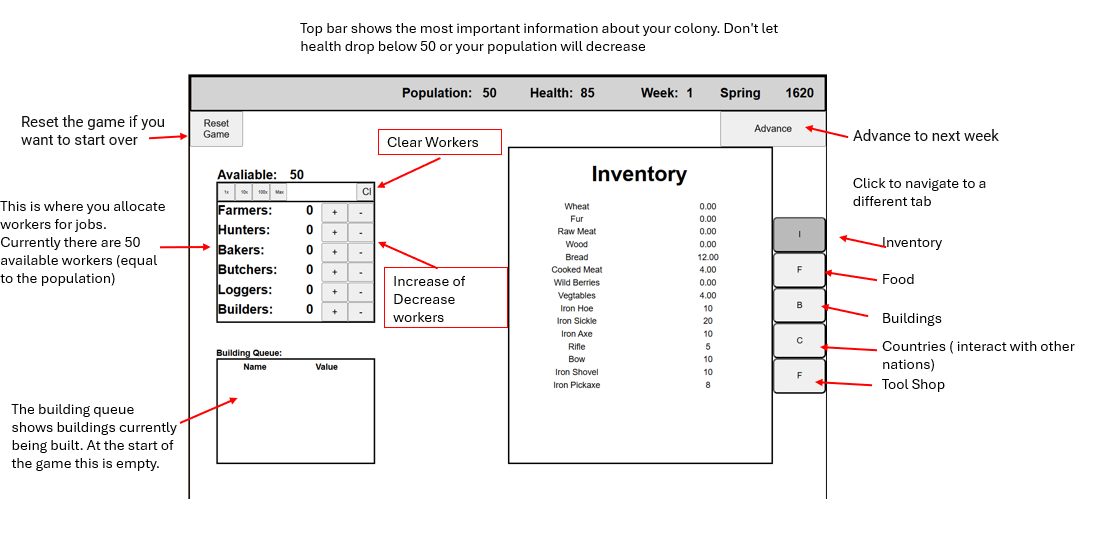 Top bar shows the most important information about your colony. Don't let
health drop below 50 or your population will decrease
Population: 50 Health: 85 Week: 1 Spring 1620
Reset the game if you
want to start over
Reset
Game
Advance
Advance to next week
Clear Workers
Avaliable: 50
1x 10x 100x Max Cl
Farmers: 0 + -
Hunters: 0 + -
Bakers: 0 + -
Butchers: 0 + -
Loggers: 0 + -
Builders: 0 + -
This is where you allocate
workers for jobs.
Currently there are 50
available workers (equal
to the population)
Increase of
Decrease
workers
Inventory
Wheat 0.00
Fur 0.00
Raw Meat 0.00
Wood 0.00
Bread 12.00
Cooked Meat 4.00
Wild Berries 0.00
Vegtables 4.00
Iron Hoe 10
Iron Sickle 20
Iron Axe 10
Rifle 5
Bow 10
Iron Shovel 10
Iron Pickaxe 8
Click to navigate to a
different tab
I
Inventory
F
Food
B
Buildings
C
Countries ( interact with other
nations)
F
Tool Shop
Building Queue:
Name Value
The building queue
shows buildings currently
being built. At the start of
the game this is empty.